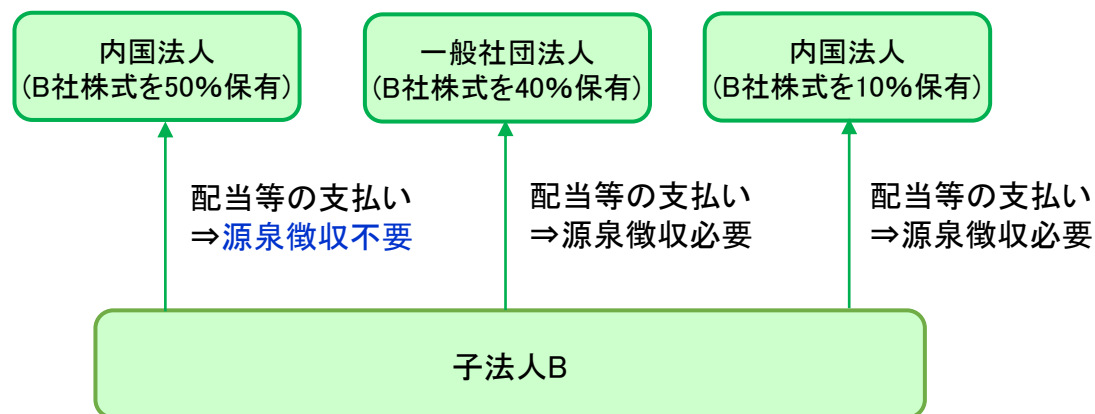 内国法人
(B社株式を50%保有)
一般社団法人
(B社株式を40%保有)
内国法人
(B社株式を10%保有)
配当等の支払い
⇒源泉徴収不要
配当等の支払い
⇒源泉徴収必要
配当等の支払い
⇒源泉徴収必要
子法人B